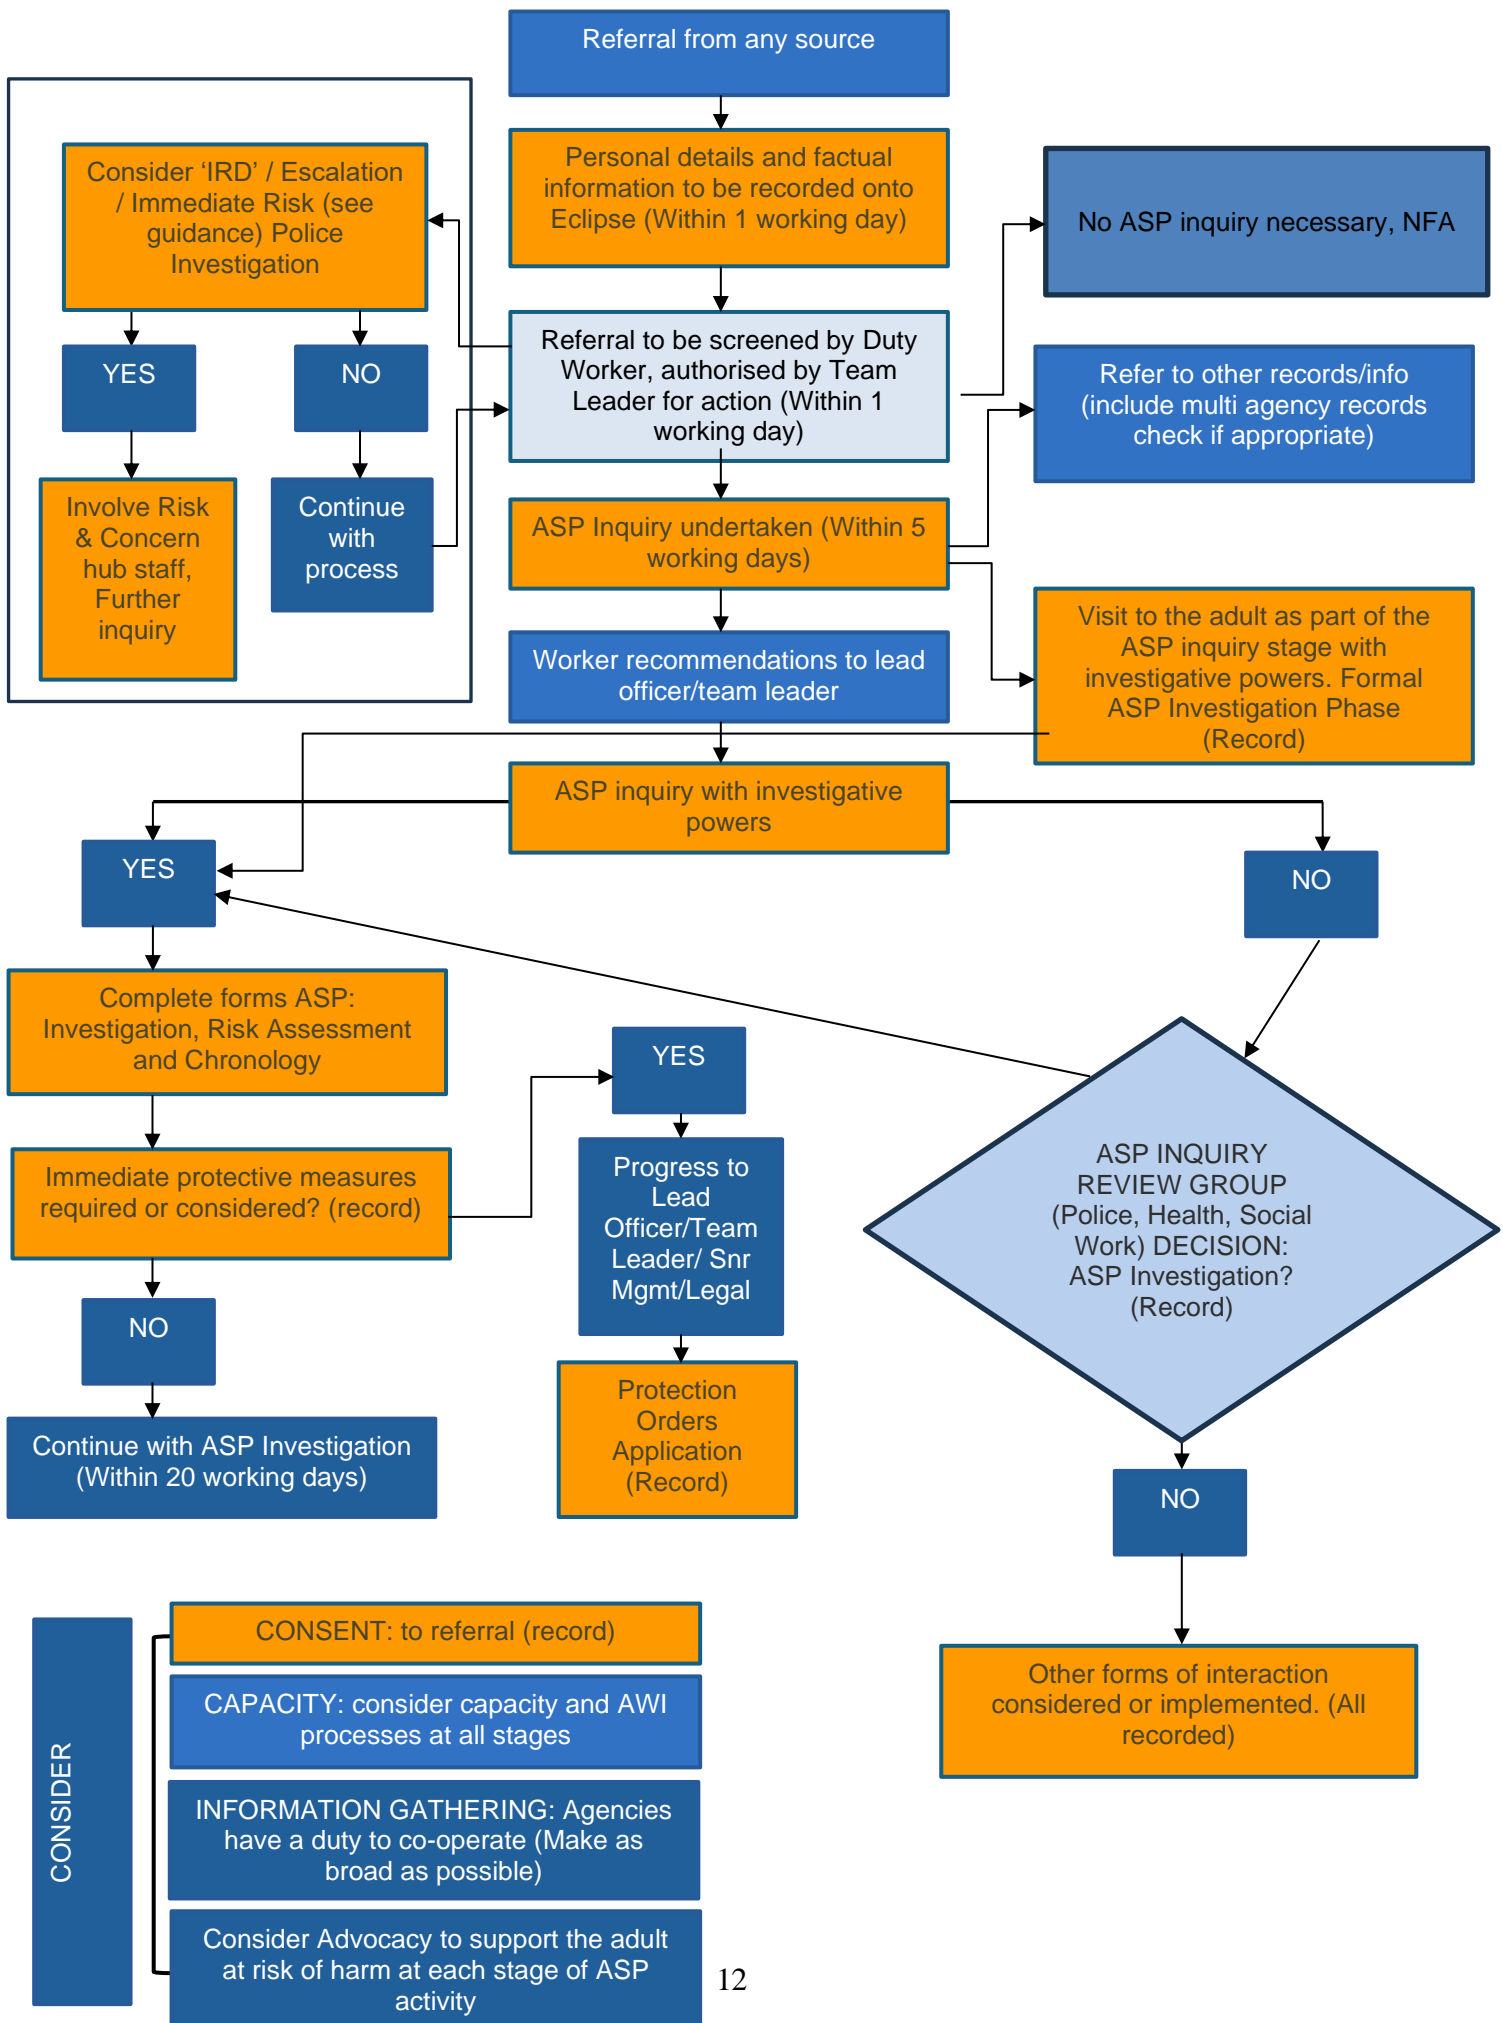 Referral from any source
Personal details and factual
information to be recorded onto
Eclipse (Within 1 working day)
Consider ‘IRD’ / Escalation
/ Immediate Risk (see
guidance) Police
Investigation
No ASP inquiry necessary, NFA
Referral to be screened by Duty
Worker, authorised by Team
Leader for action (Within 1
working day)
YES
NO
Refer to other records/info
(include multi agency records
check if appropriate)
Involve Risk
& Concern
hub staff,
Further
inquiry
Continue
with
process
ASP Inquiry undertaken (Within 5
working days)
Visit to the adult as part of the
ASP inquiry stage with
investigative powers. Formal
ASP Investigation Phase
(Record)
Worker recommendations to lead
officer/team leader
ASP inquiry with investigative
powers
YES
NO
Complete forms ASP:
Investigation, Risk Assessment
and Chronology
YES
Immediate protective measures
required or considered? (record)
Progress to
Lead
Officer/Team
Leader/ Snr
Mgmt/Legal
ASP INQUIRY
REVIEW GROUP
(Police, Health, Social
Work) DECISION:
ASP Investigation?
(Record)
NO
Protection
Orders
Application
(Record)
Continue with ASP Investigation
(Within 20 working days)
NO
Other forms of interaction
considered or implemented. (All
recorded)
CONSIDER
CONSENT: to referral (record)
CAPACITY: consider capacity and AWI
processes at all stages
INFORMATION GATHERING: Agencies
have a duty to co-operate (Make as
broad as possible)
Consider Advocacy to support the adult
at risk of harm at each stage of ASP
activity
12